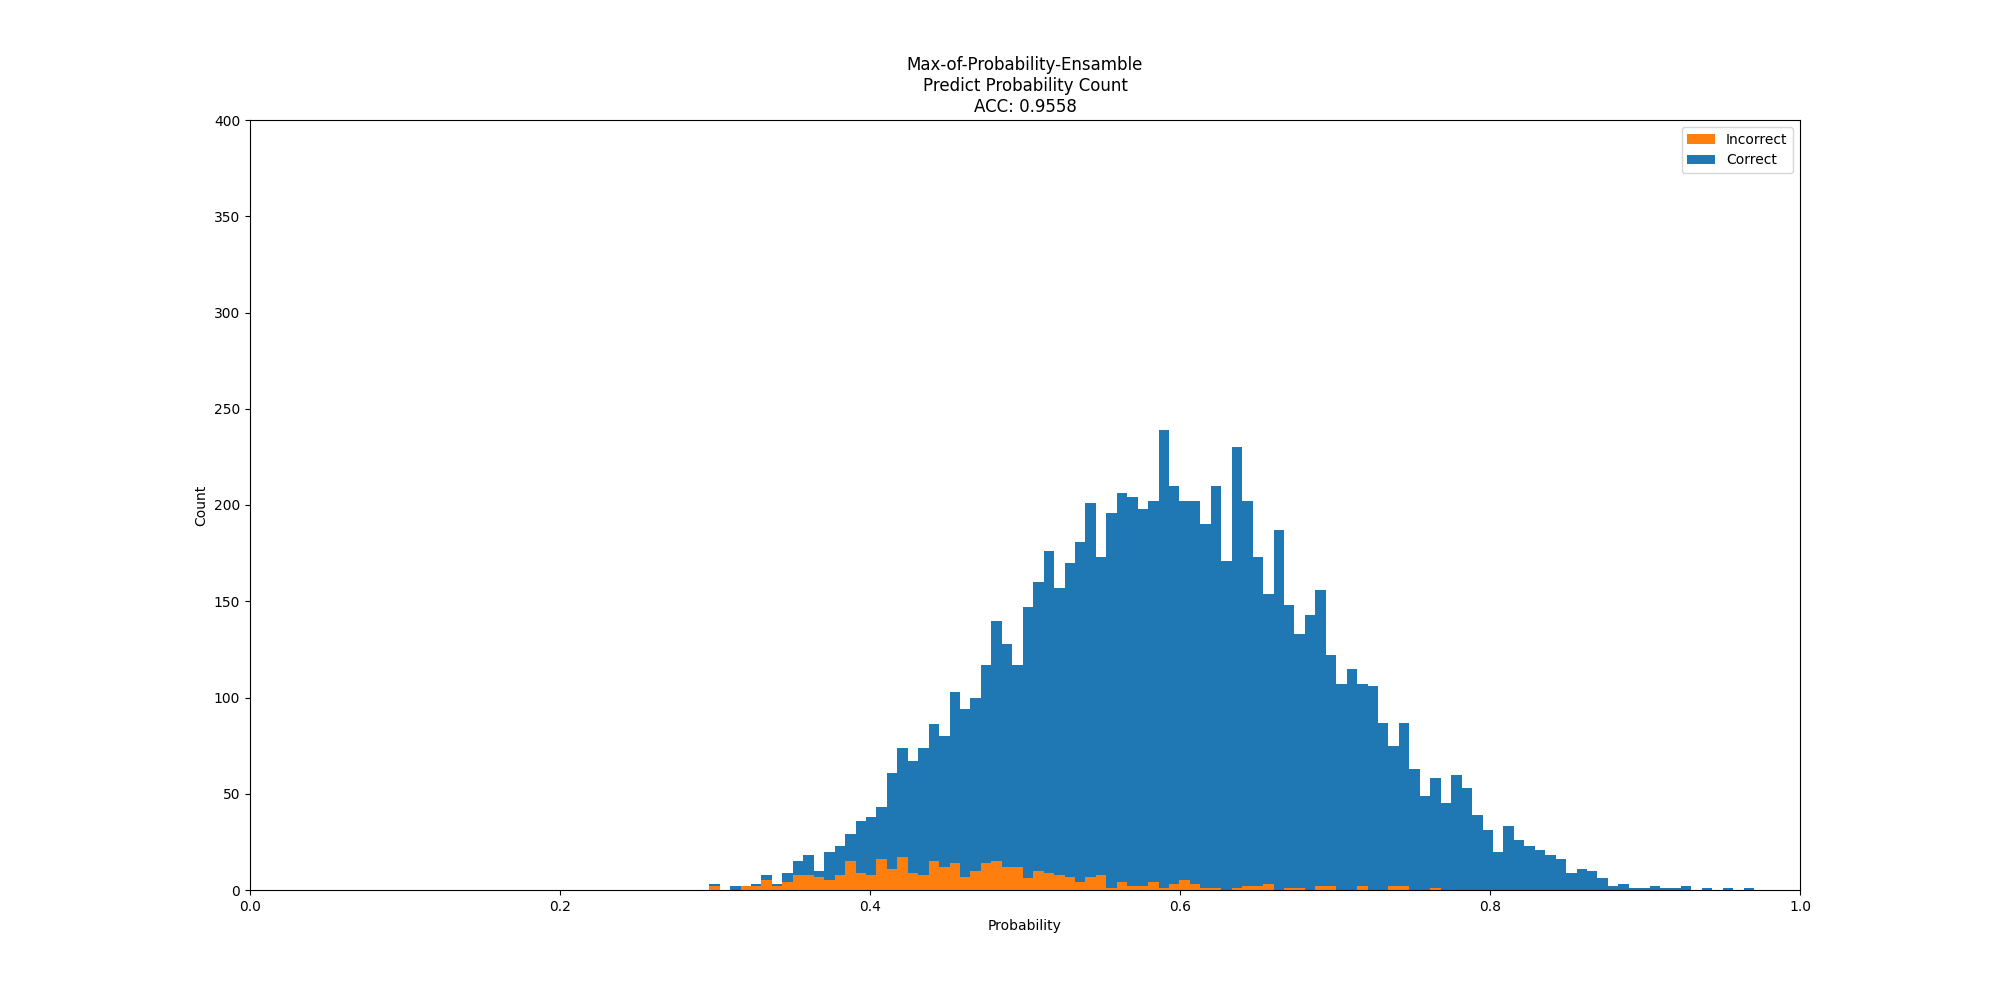 Max-of-Probability-Ensamble
Predict Probability Count
ACC: 0.9558
Incorrect
Correct
400
350
300
250
200
150
100
50
0
Count
0.0 0.2 0.4 0.6 0.8 1.0
Probability